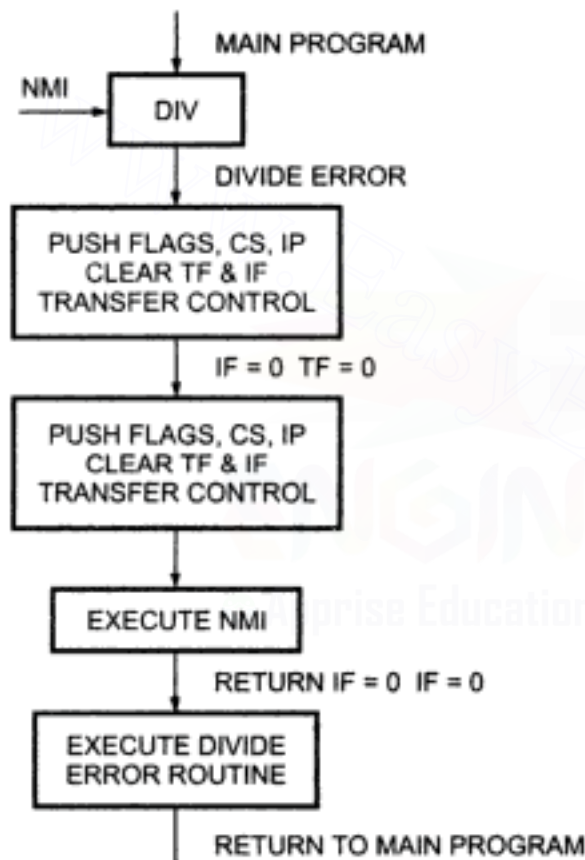 MAIN PROGRAM
NMI
DIV
DIVIDE ERROR
PUSH FLAGS, CS, IP
CLEAR TF & IF
TRANSFER CONTROL
IF = 0 TF = 0
PUSH FLAGS, CS, IP
CLEAR TF & IF
TRANSFER CONTROL
EXECUTE NMI
RETURN IF = 0 IF = 0
EXECUTE DIVIDE
ERROR ROUTINE
RETURN TO MAIN PROGRAM